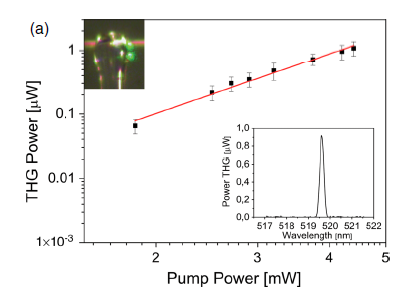 (a)
THG Power [µW]
1
0.1
0.01
1×10-3
2
3
4
5
Pump Power [mW]
Power THG [µW]
1,0
0,8
0,6
0,4
0,2
0,0
517 518 519 520 521 522
Wavelength [nm]